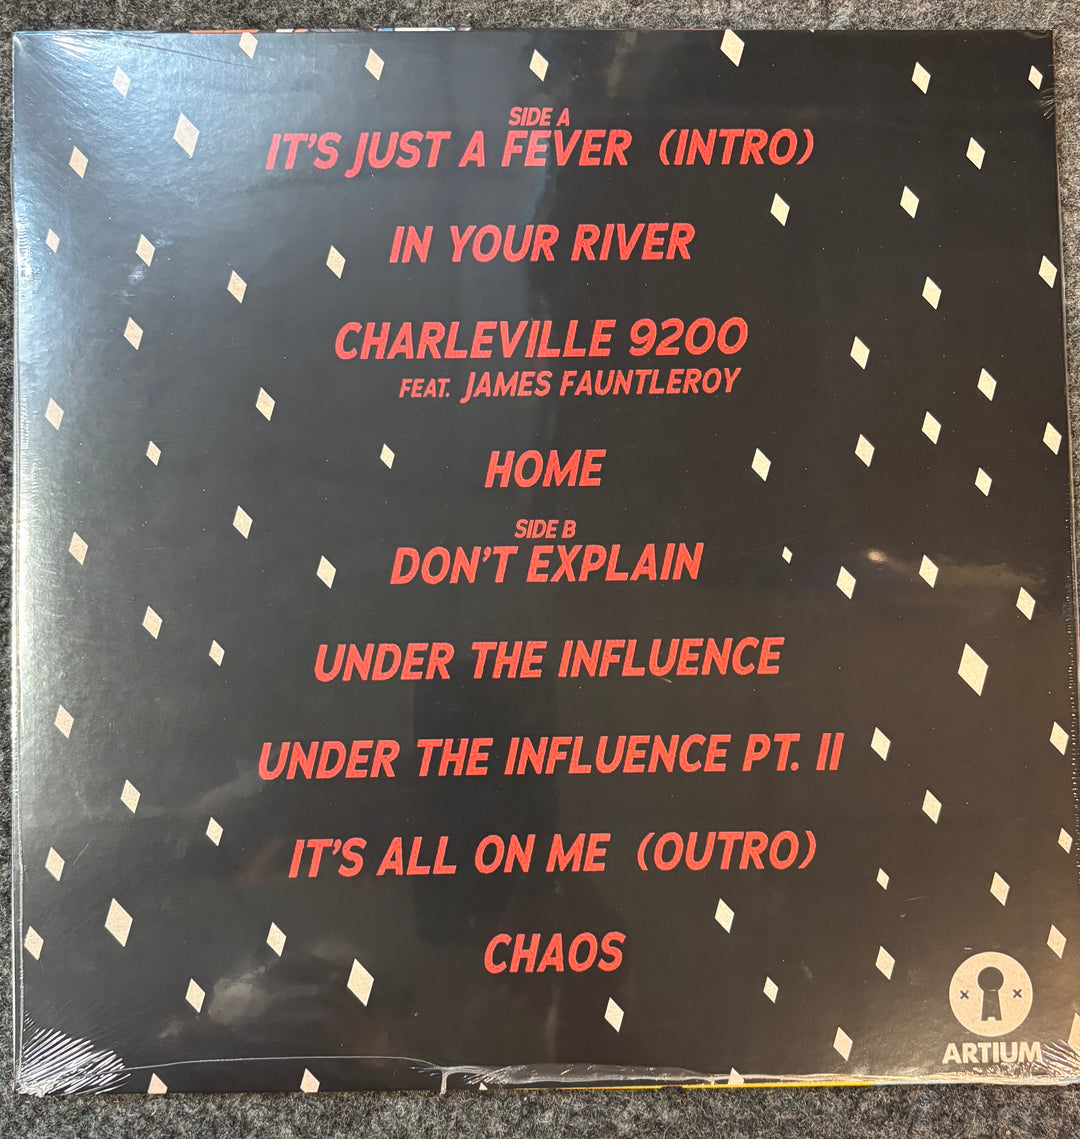 SIDE A
IT'S JUST A FEVER (INTRO)
IN YOUR RIVER
CHARLEVILLE 9200
FEAT. JAMES FAUNTLEROY
HOME
SIDE B
DON'T EXPLAIN
UNDER THE INFLUENCE
UNDER THE INFLUENCE PT. II
IT'S ALL ON ME (OUTRO)
CHAOS
ARTIUM